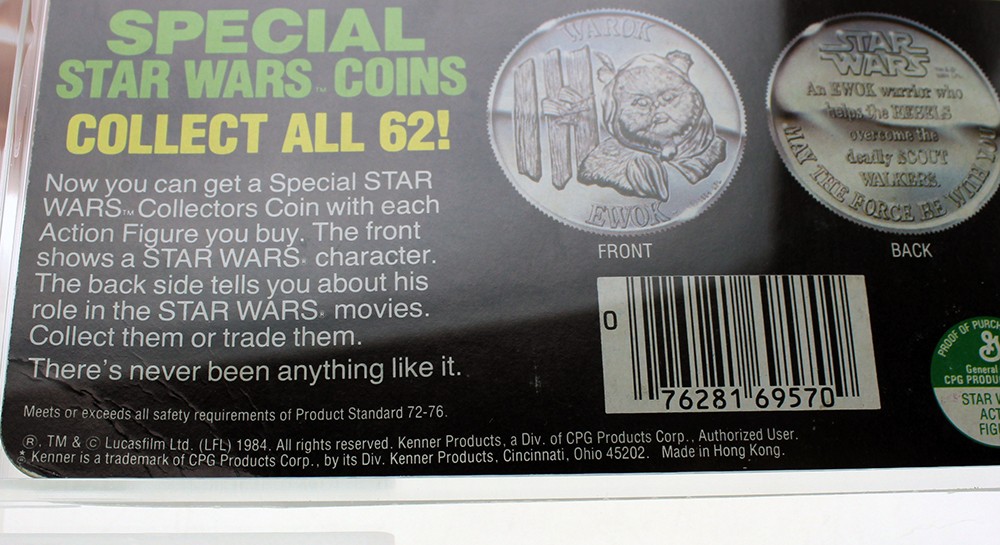 SPECIAL
STAR WARS™ COINS
COLLECT ALL 62!
Now you can get a Special STAR
WARS™ Collectors Coin with each
Action Figure you buy. The front
shows a STAR WARS® character.
The back side tells you about his
role in the STAR WARS® movies.
Collect them or trade them.
There's never been anything like it.
Meets or exceeds all safety requirements of Product Standard 72-76.
®, TM & © Lucasfilm Ltd. (LFL) 1984. All rights reserved. Kenner Products, a Div. of CPG Products Corp., Authorized User.
* Kenner is a trademark of CPG Products Corp., by its Div. Kenner Products, Cincinnati, Ohio 45202. Made in Hong Kong.
WAROK
EWOK
FRONT
STAR
WARS
An EWOK warrior who
helps the REBELS
overcome the
deadly SCOUT
WALKERS.
MAY THE FORCE BE WITH
BACK
0 76281 69570
PROOF OF PURCH
General
CPG PRODU
STAR
ACT
FIG